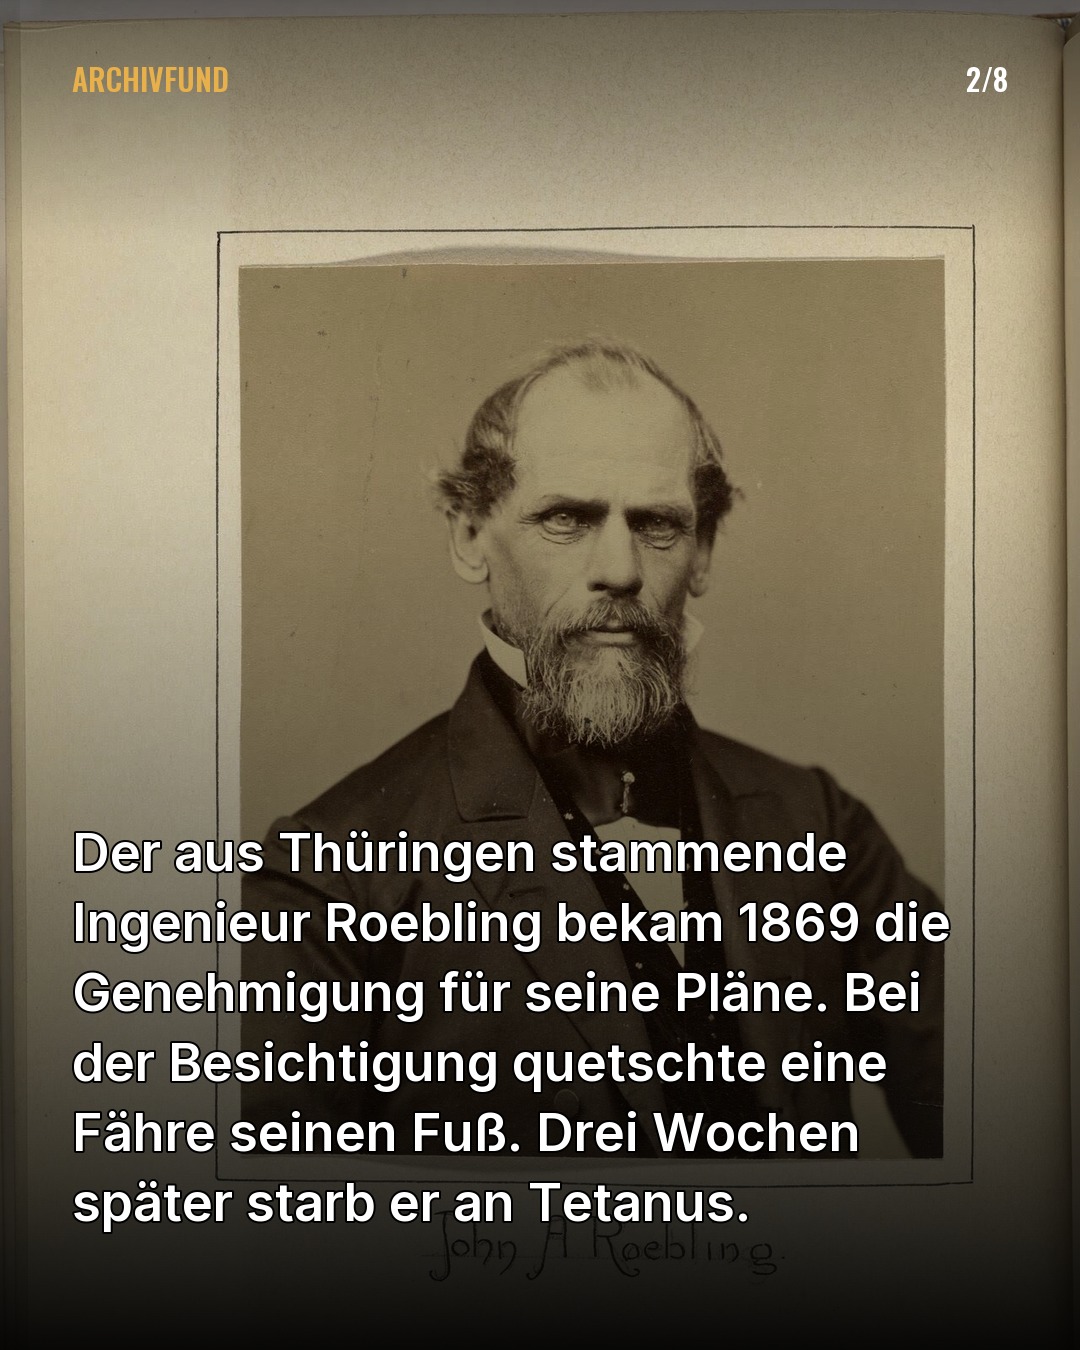 ARCHIVFUND
2/8
Der aus Thüringen stammende
Ingenieur Roebling bekam 1869 die
Genehmigung für seine Pläne. Bei
der Besichtigung quetschte eine
Fähre seinen Fuß. Drei Wochen
später starb er an Tetanus.
John A Roebling.